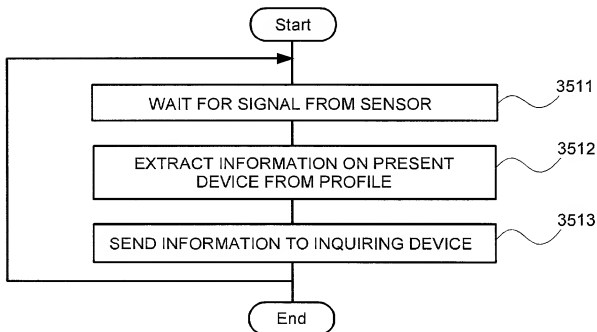 Start
WAIT FOR SIGNAL FROM SENSOR
3511
EXTRACT INFORMATION ON PRESENT
DEVICE FROM PROFILE
3512
SEND INFORMATION TO INQUIRING DEVICE
3513
End